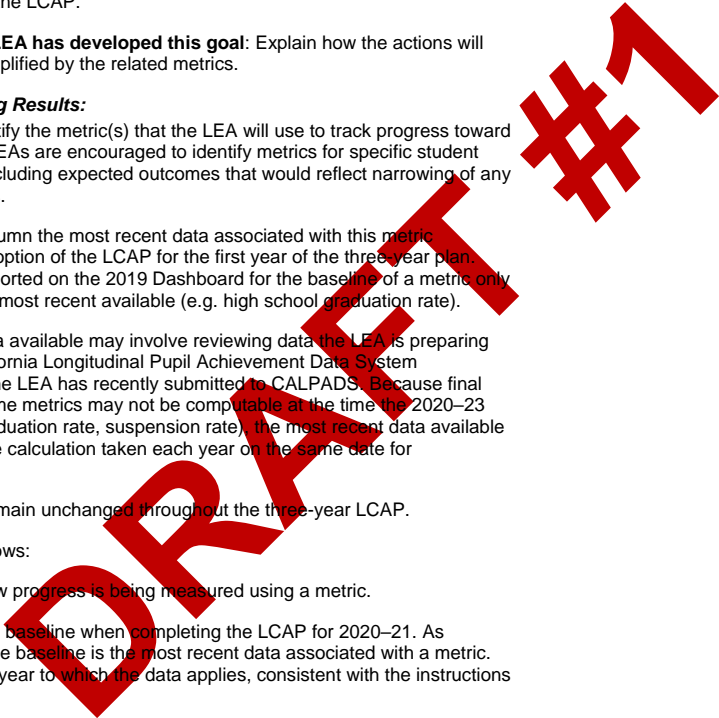 he LCAP.
LEA has developed this goal: Explain how the actions will
plified by the related metrics.
g Results:
tify the metric(s) that the LEA will use to track progress toward
EAs are encouraged to identify metrics for specific student
cluding expected outcomes that would reflect narrowing of any
.
umn the most recent data associated with this metric
option of the LCAP for the first year of the three-year plan.
orted on the 2019 Dashboard for the baseline of a metric only
most recent available (e.g. high school graduation rate).
a available may involve reviewing data the LEA is preparing
ornia Longitudinal Pupil Achievement Data System
he LEA has recently submitted to CALPADS. Because final
me metrics may not be computable at the time the 2020–23
duation rate, suspension rate), the most recent data available
e calculation taken each year on the same date for
main unchanged throughout the three-year LCAP.
ows:
w progress is being measured using a metric.
baseline when completing the LCAP for 2020–21. As
e baseline is the most recent data associated with a metric.
year to which the data applies, consistent with the instructions
DRAFT #1